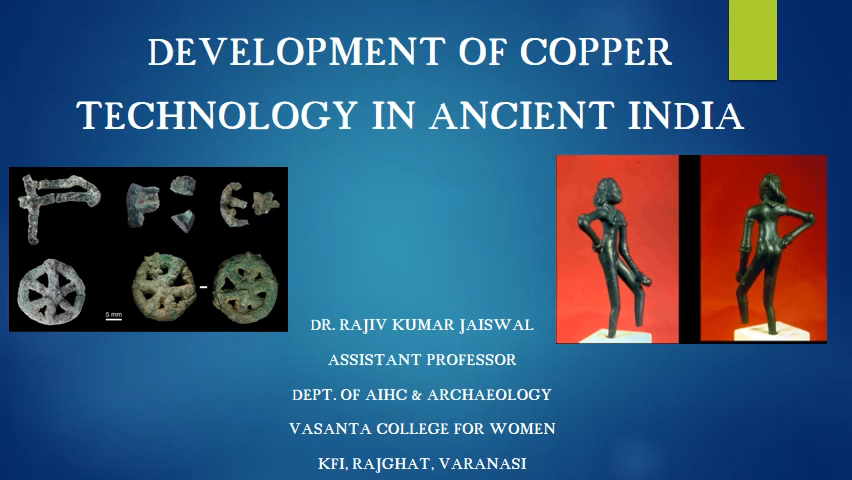 DEVELOPMENT OF COPPER
TECHNOLOGY IN ANCIENT INDIA
5 mm
DR. RAJIV KUMAR JAISWAL
ASSISTANT PROFESSOR
DEPT. OF AIHC & ARCHAEOLOGY
VASANTA COLLEGE FOR WOMEN
KFI, RAJGHAT, VARANASI